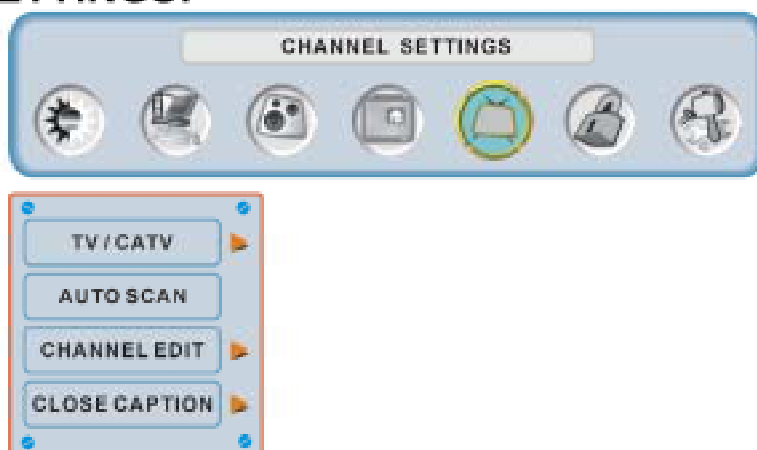 CHANNEL SETTINGS
TV / CATV
AUTO SCAN
CHANNEL EDIT
CLOSE CAPTION